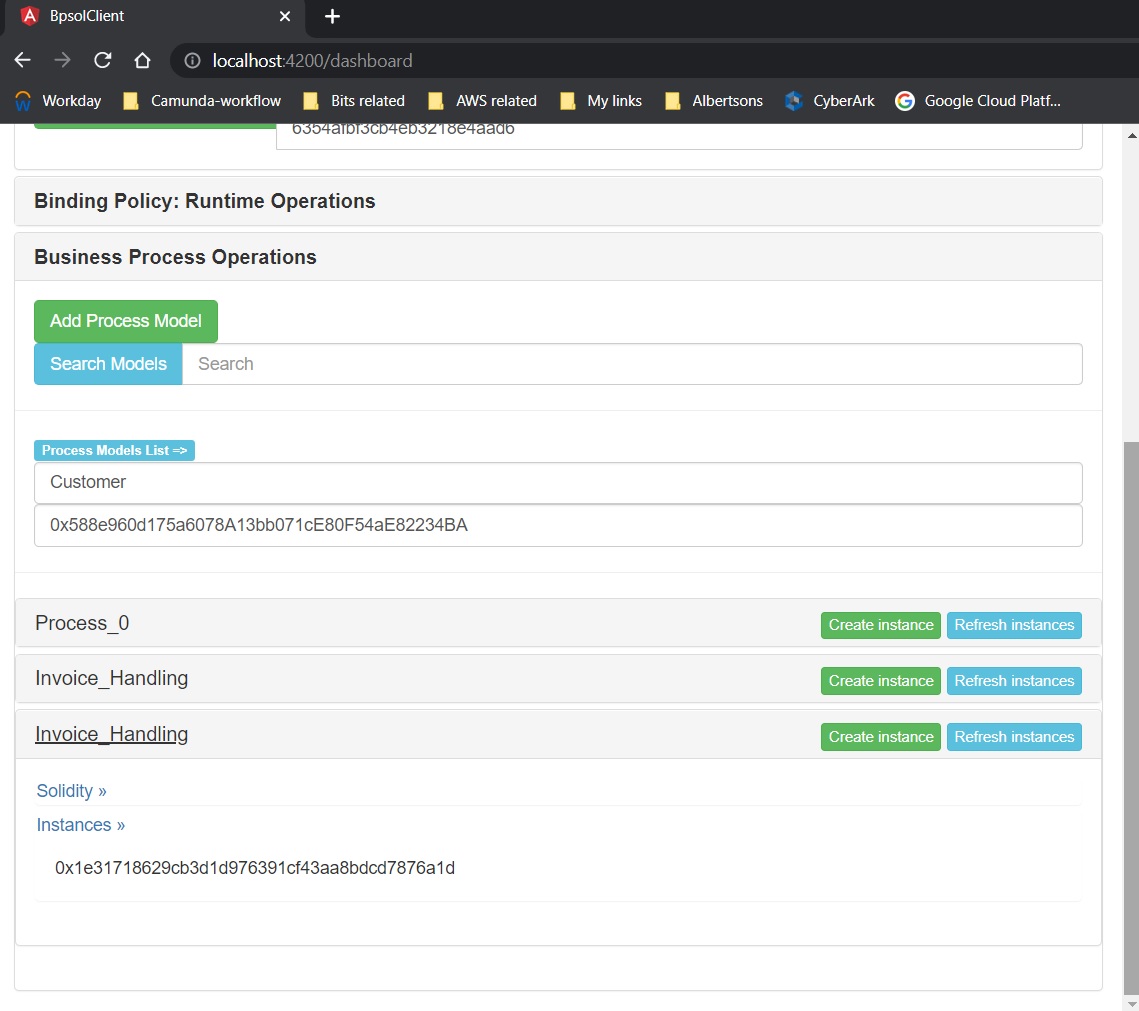 BpsolClient
localhost:4200/dashboard
Workday Camunda-workflow Bits related AWS related My links Albertsons CyberArk Google Cloud Platf...
6354afbf3cb4eb3218e4aad6
Binding Policy: Runtime Operations
Business Process Operations
Add Process Model
Search Models Search
Process Models List =>
Customer
0x588e960d175a6078A13bb071cE80F54aE82234BA
Process_0 Create instance Refresh instances
Invoice_Handling Create instance Refresh instances
Invoice_Handling Create instance Refresh instances
Solidity »
Instances »
0x1e31718629cb3d1d976391cf43aa8bdcd7876a1d